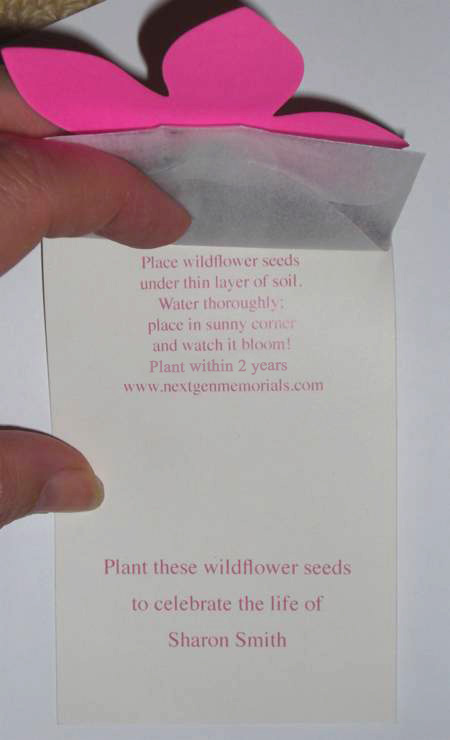 Place wildflower seeds
under thin layer of soil.
Water thoroughly;
place in sunny corner
and watch it bloom!
Plant within 2 years
www.nextgenmemorials.com
Plant these wildflower seeds
to celebrate the life of
Sharon Smith